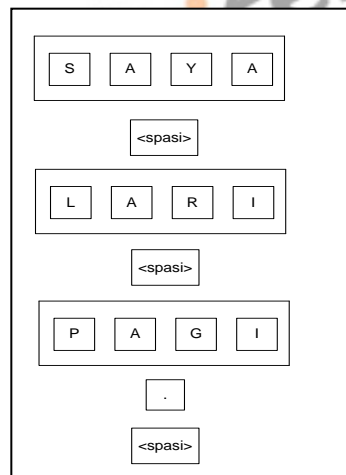 S A Y A
<spasi>
L A R I
<spasi>
P A G I
.
<spasi>